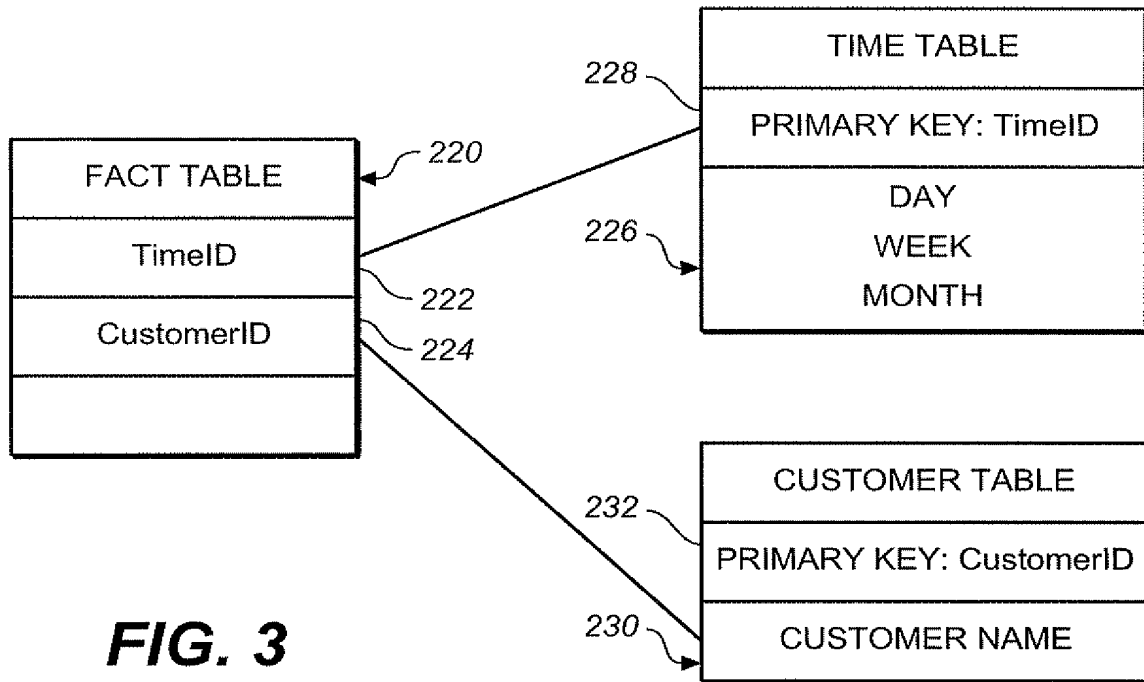 FACT TABLE
TimeID
CustomerID
220
222
224
TIME TABLE
PRIMARY KEY: TimeID
DAY
WEEK
MONTH
228
226
CUSTOMER TABLE
PRIMARY KEY: CustomerID
CUSTOMER NAME
232
230
FIG. 3